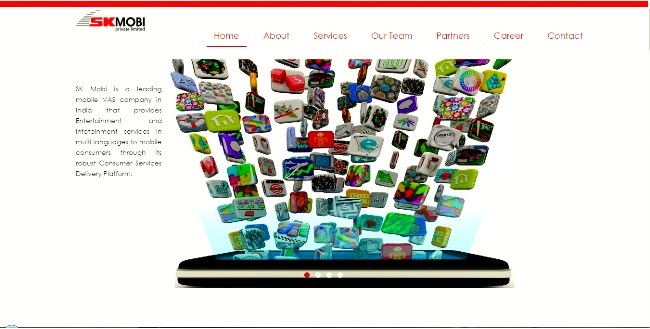 SKMOBI
private limited
Home About Services Our Team Partners Career Contact
SK Mobi is a leading
mobile VAS company in
India that provides
Entertainment and
Infotainment services in
multi languages to mobile
consumers through its
robust Consumer Services
Delivery Platform.